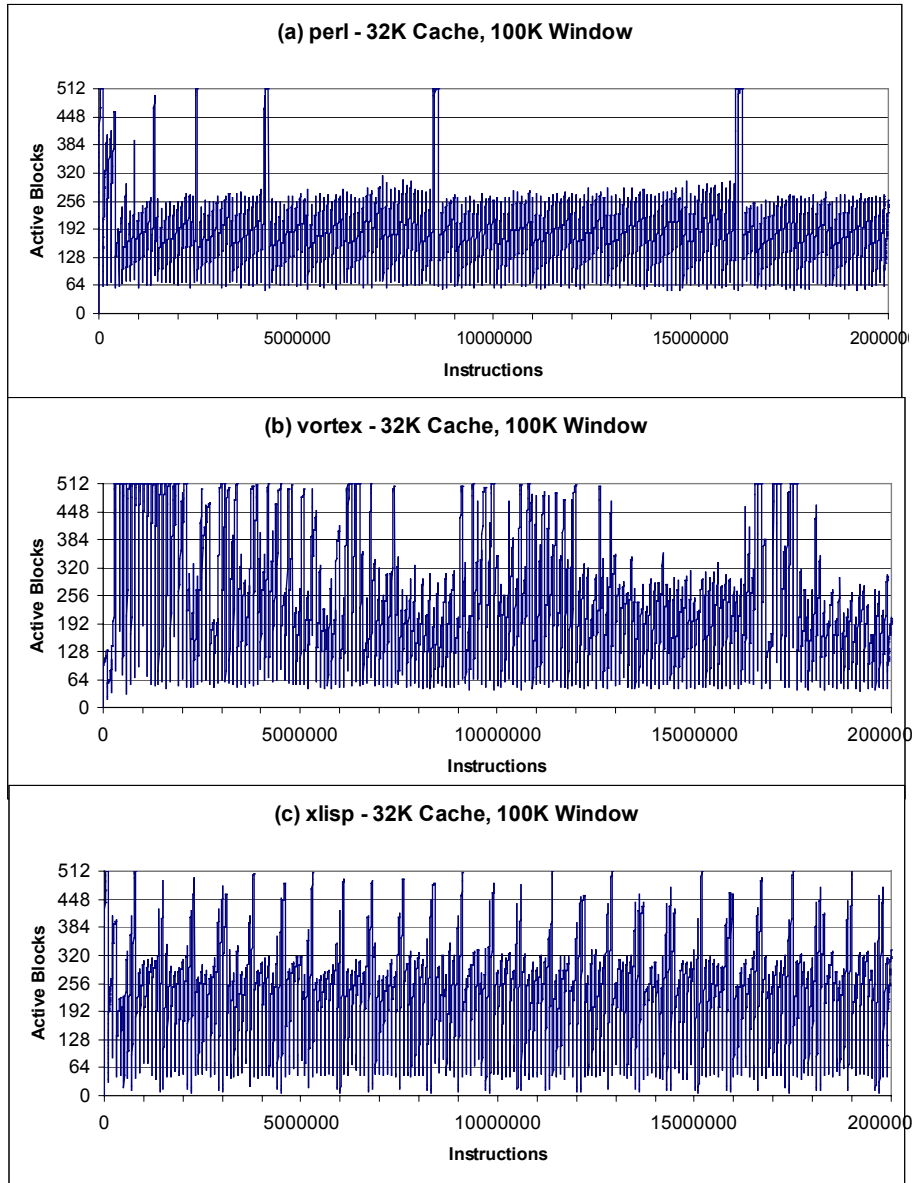 (a) perl - 32K Cache, 100K Window
Active Blocks
512
448
384
320
256
192
128
64
0
0 5000000 10000000 15000000 2000000
Instructions
(b) vortex - 32K Cache, 100K Window
Active Blocks
512
448
384
320
256
192
128
64
0
0 5000000 10000000 15000000 200000
Instructions
(c) xlisp - 32K Cache, 100K Window
Active Blocks
512
448
384
320
256
192
128
64
0
0 5000000 10000000 15000000 200000
Instructions